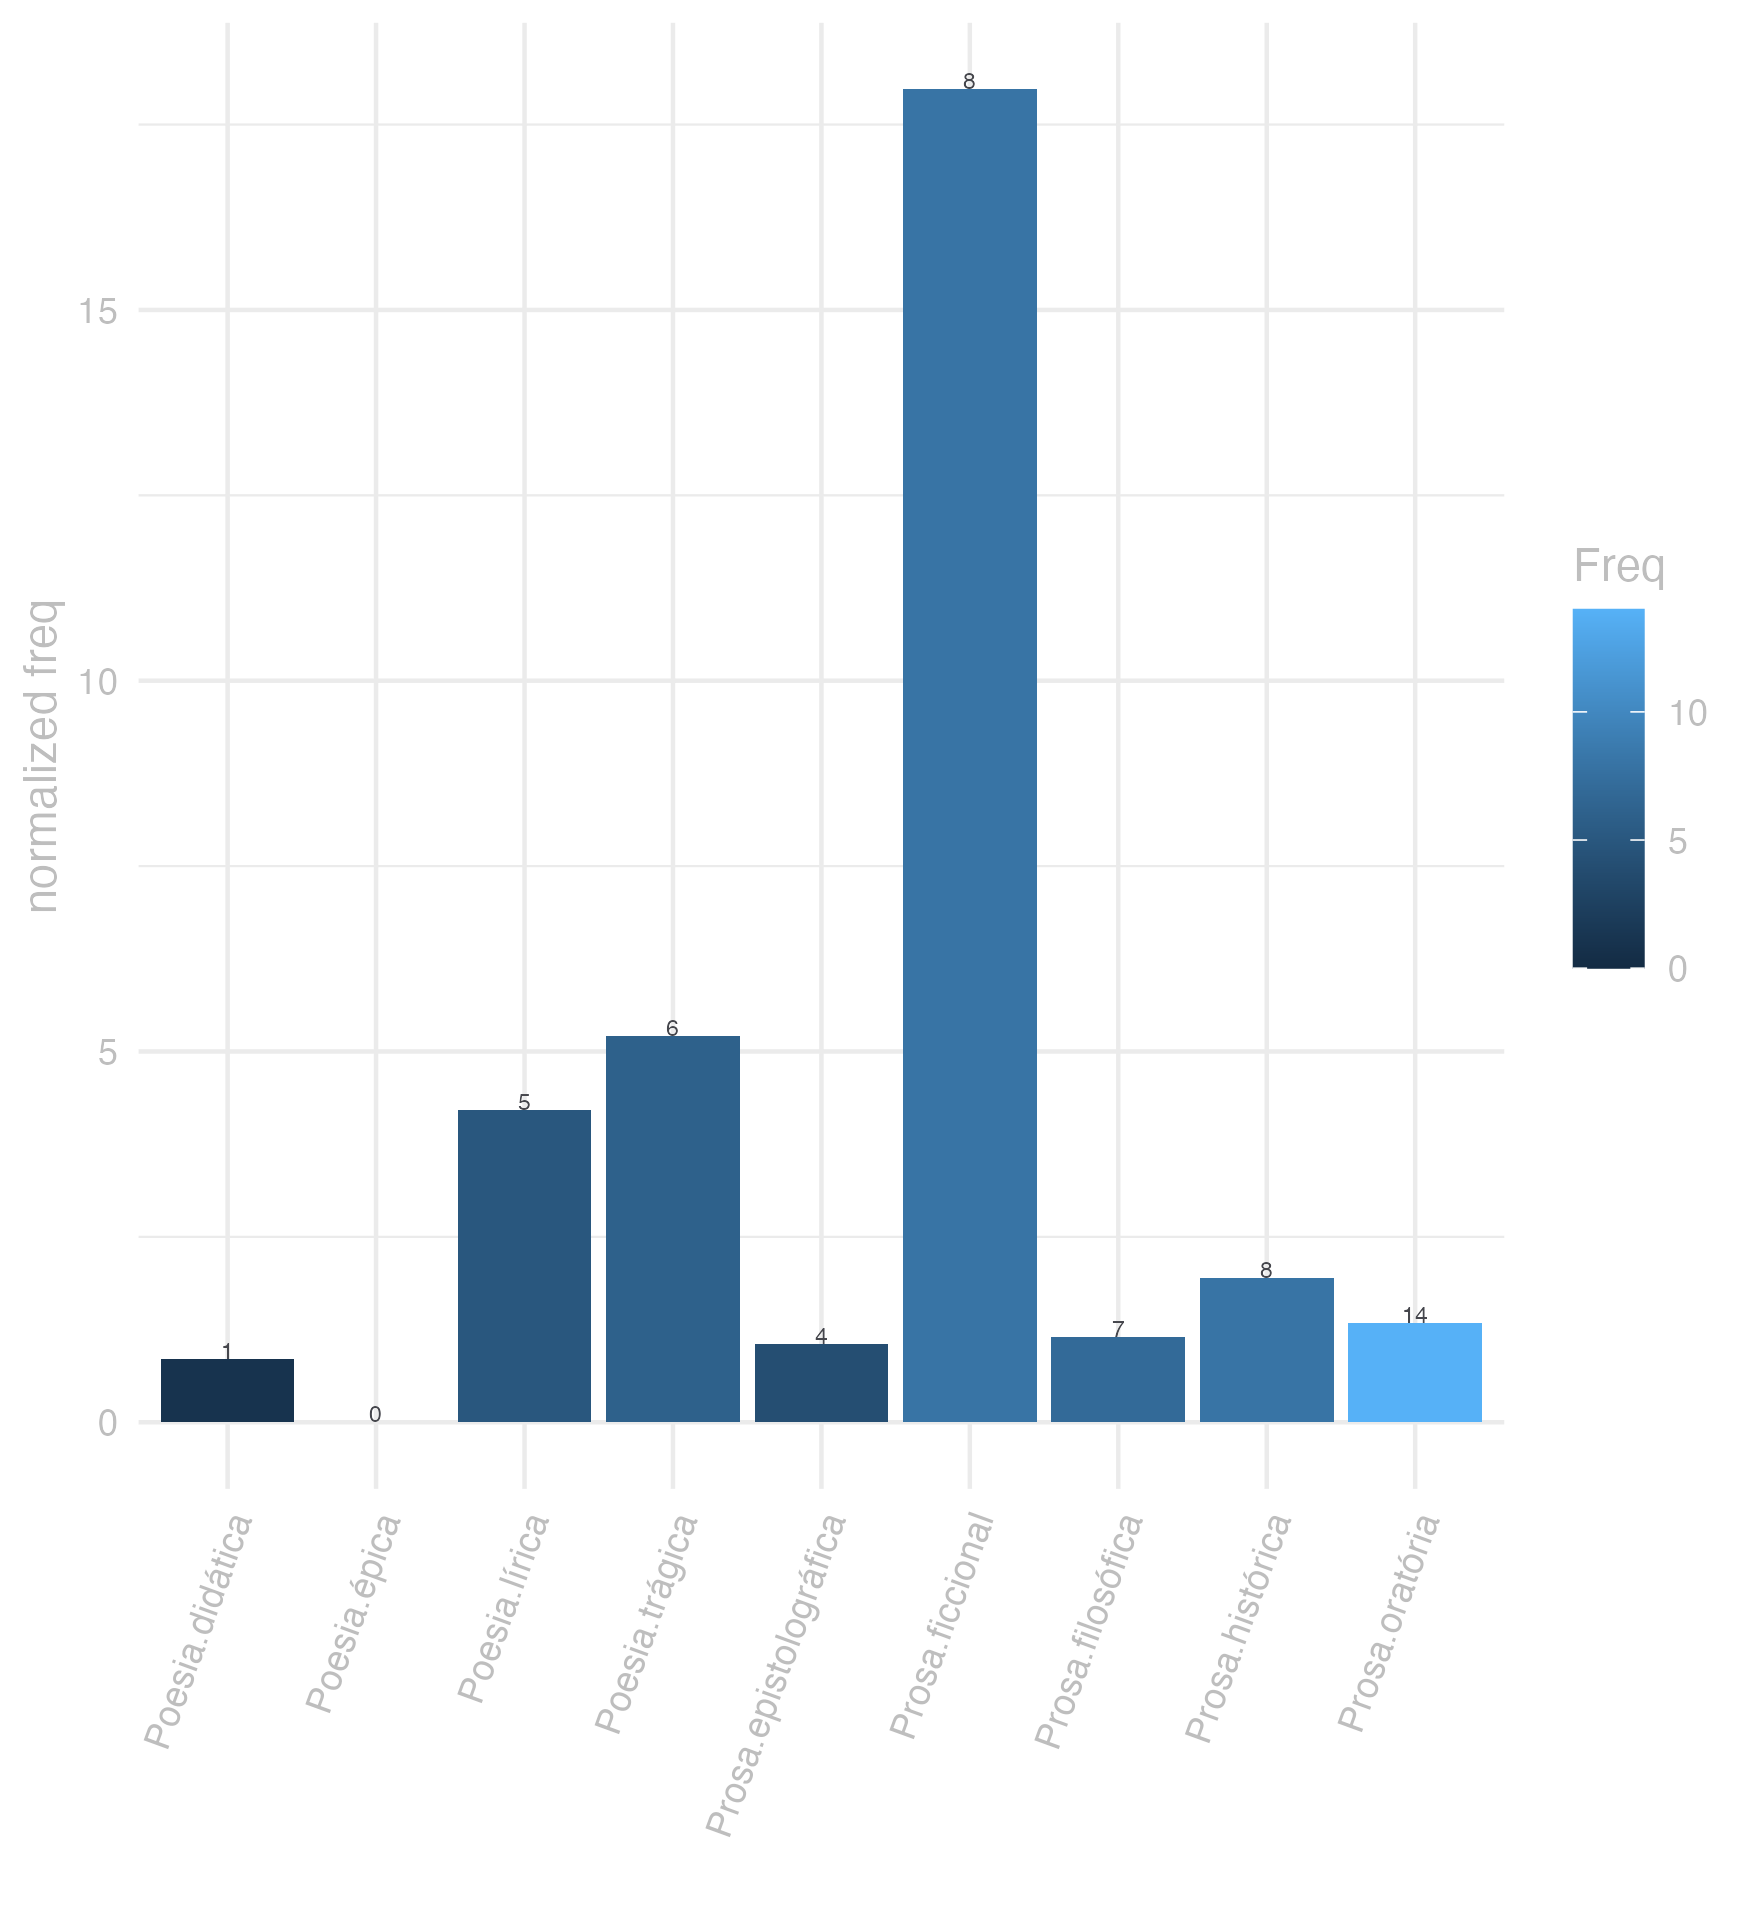 8
15
10
5
0
normalized freq
6
5
8
14
7
4
1
0
Freq
10
5
0
Poesia.didática
Poesia.épica
Poesia.lírica
Poesia.trágica
Prosa.epistolográfica
Prosa.ficcional
Prosa.filosófica
Prosa.histórica
Prosa.oratória